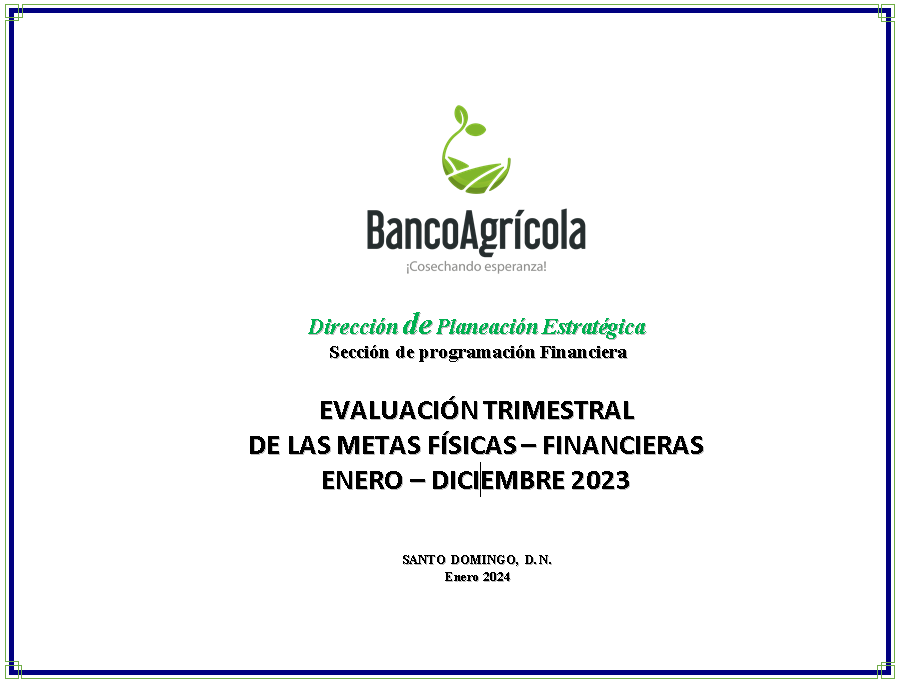 BancoAgrícola
¡Cosechando esperanza!
Dirección de Planeación Estratégica
Sección de programación Financiera
EVALUACIÓN TRIMESTRAL
DE LAS METAS FÍSICAS – FINANCIERAS
ENERO – DICIEMBRE 2023
SANTO DOMINGO, D. N.
Enero 2024